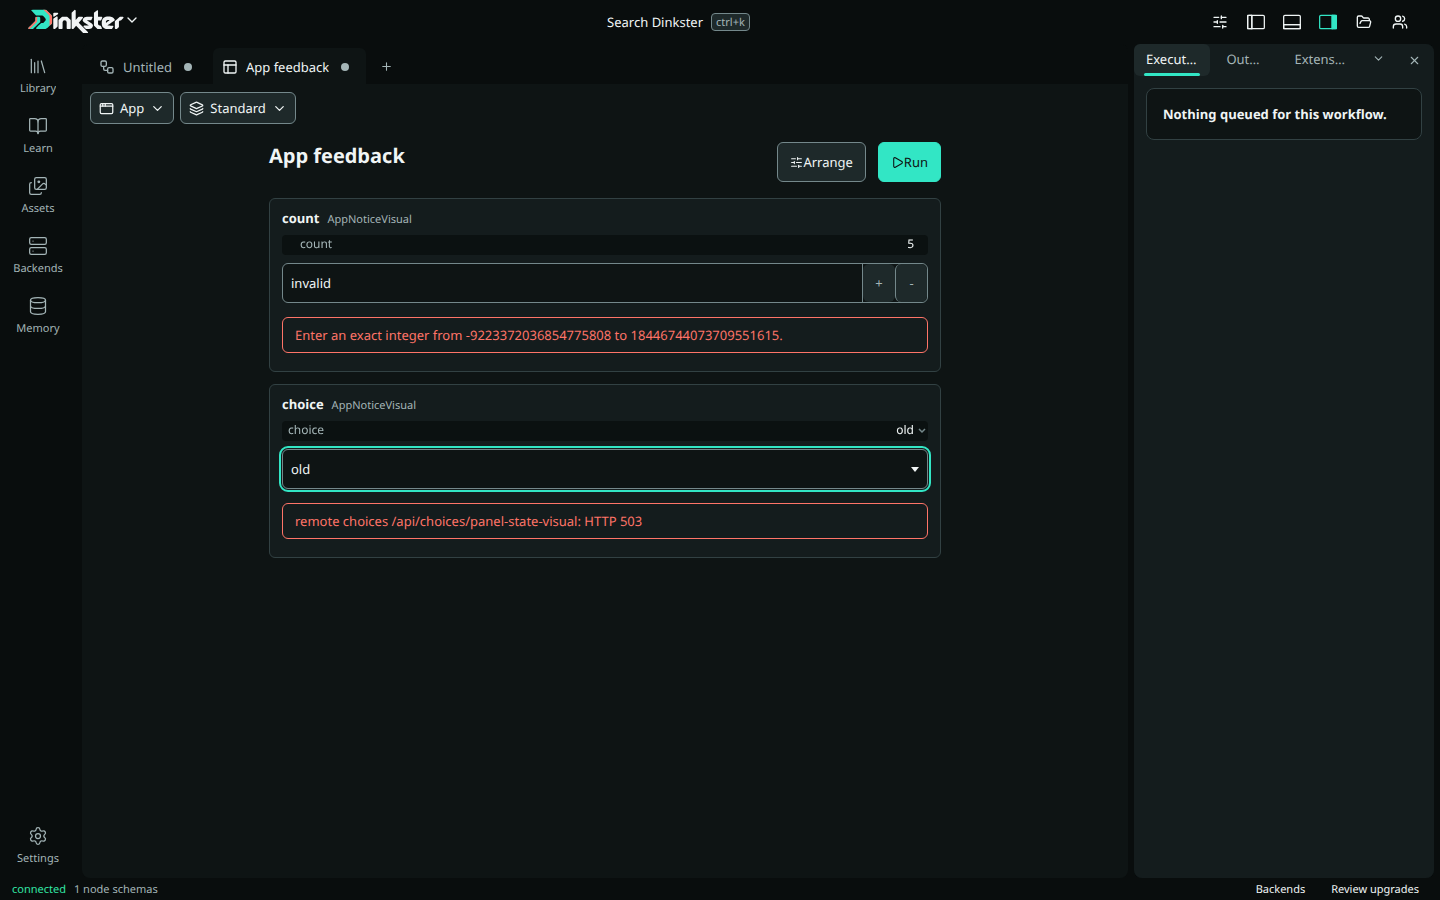 Dinkster
Search Dinkster ctrl+k
Library
Learn
Assets
Backends
Memory
Settings
Untitled
App feedback
+
App
Standard
App feedback
Arrange
Run
count AppNoticeVisual
count 5
invalid + -
Enter an exact integer from -9223372036854775808 to 18446744073709551615.
choice AppNoticeVisual
choice old
old
remote choices /api/choices/panel-state-visual: HTTP 503
Execut... Out... Extens...
Nothing queued for this workflow.
connected 1 node schemas
Backends Review upgrades